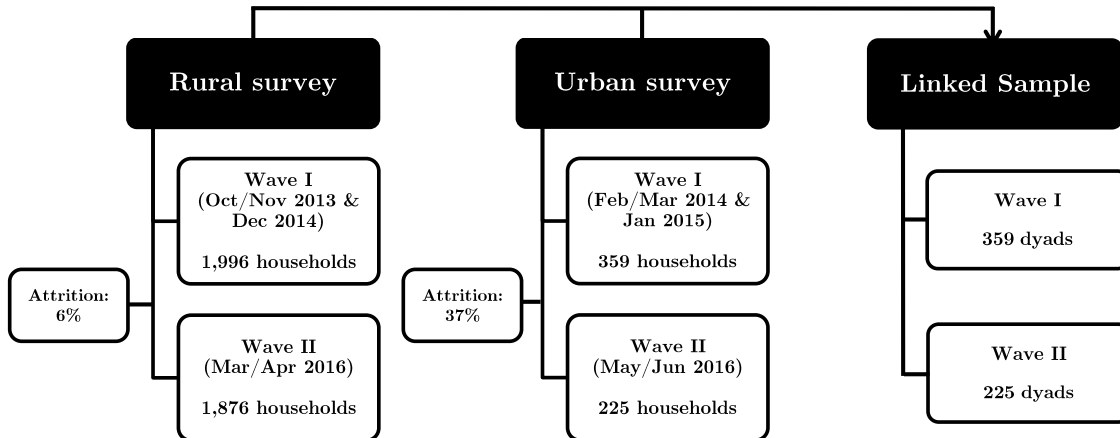 Rural survey
Wave I
(Oct/Nov 2013 &
Dec 2014)
1,996 households
Attrition:
6%
Wave II
(Mar/Apr 2016)
1,876 households
Urban survey
Wave I
(Feb/Mar 2014 &
Jan 2015)
359 households
Attrition:
37%
Wave II
(May/Jun 2016)
225 households
Linked Sample
Wave I
359 dyads
Wave II
225 dyads